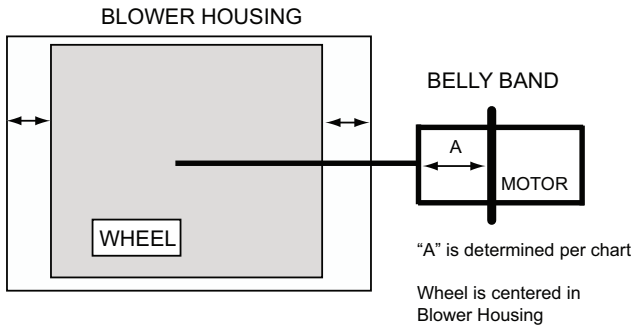 BLOWER HOUSING
BELLY BAND
A
MOTOR
WHEEL
“A” is determined per chart
Wheel is centered in
Blower Housing